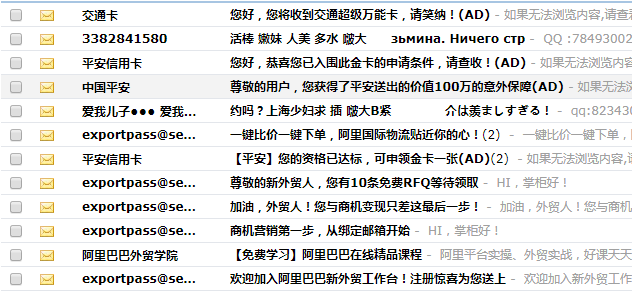 交通卡 您好，您将收到交通超级万能卡，请笑纳！(AD) - 如果无法浏览内容,请查
3382841580 活棒 嫩妹 人美 多水 啵大 зьмина. Ничего стр - QQ :78493002
平安信用卡 您好，恭喜您已入围此金卡的申请条件，请查收！(AD) - 如果无法浏览内
中国平安 尊敬的用户，您获得了平安送出的价值100万的意外保障(AD) - 如果无法浏
爱我儿子●●● 爱我... 约吗？上海少妇求 插 啵大B紧 介は羨ましすぎる！ - qq:82343
exportpass@se... 一键比价一键下单，阿里国际物流贴近你的心！(2) - 一键比价一键下单，阿
平安信用卡 【平安】您的资格已达标，可申领金卡一张(AD)(2) - 如果无法浏览内容,
exportpass@se... 尊敬的新外贸人，您有10条免费RFQ等待领取 - HI，掌柜好！
exportpass@se... 加油，外贸人！您与商机变现只差这最后一步！ - 加油，外贸人！您与商机
exportpass@se... 商机营销第一步，从绑定邮箱开始 - HI，掌柜好！
阿里巴巴外贸学院 【免费学习】阿里巴巴在线精品课程 - 阿里平台实操、外贸实战，好课天天
exportpass@se... 欢迎加入阿里巴巴新外贸工作台！注册惊喜为您送上 - 欢迎加入新外贸工